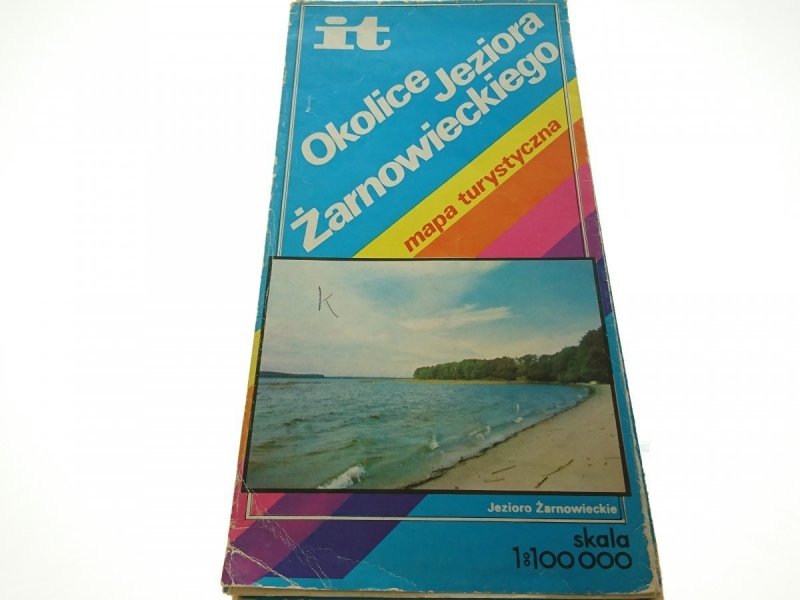 it
Okolice Jeziora
Żarnowieckiego
mapa turystyczna
K
Jezioro Żarnowieckie
skala
1:100 000